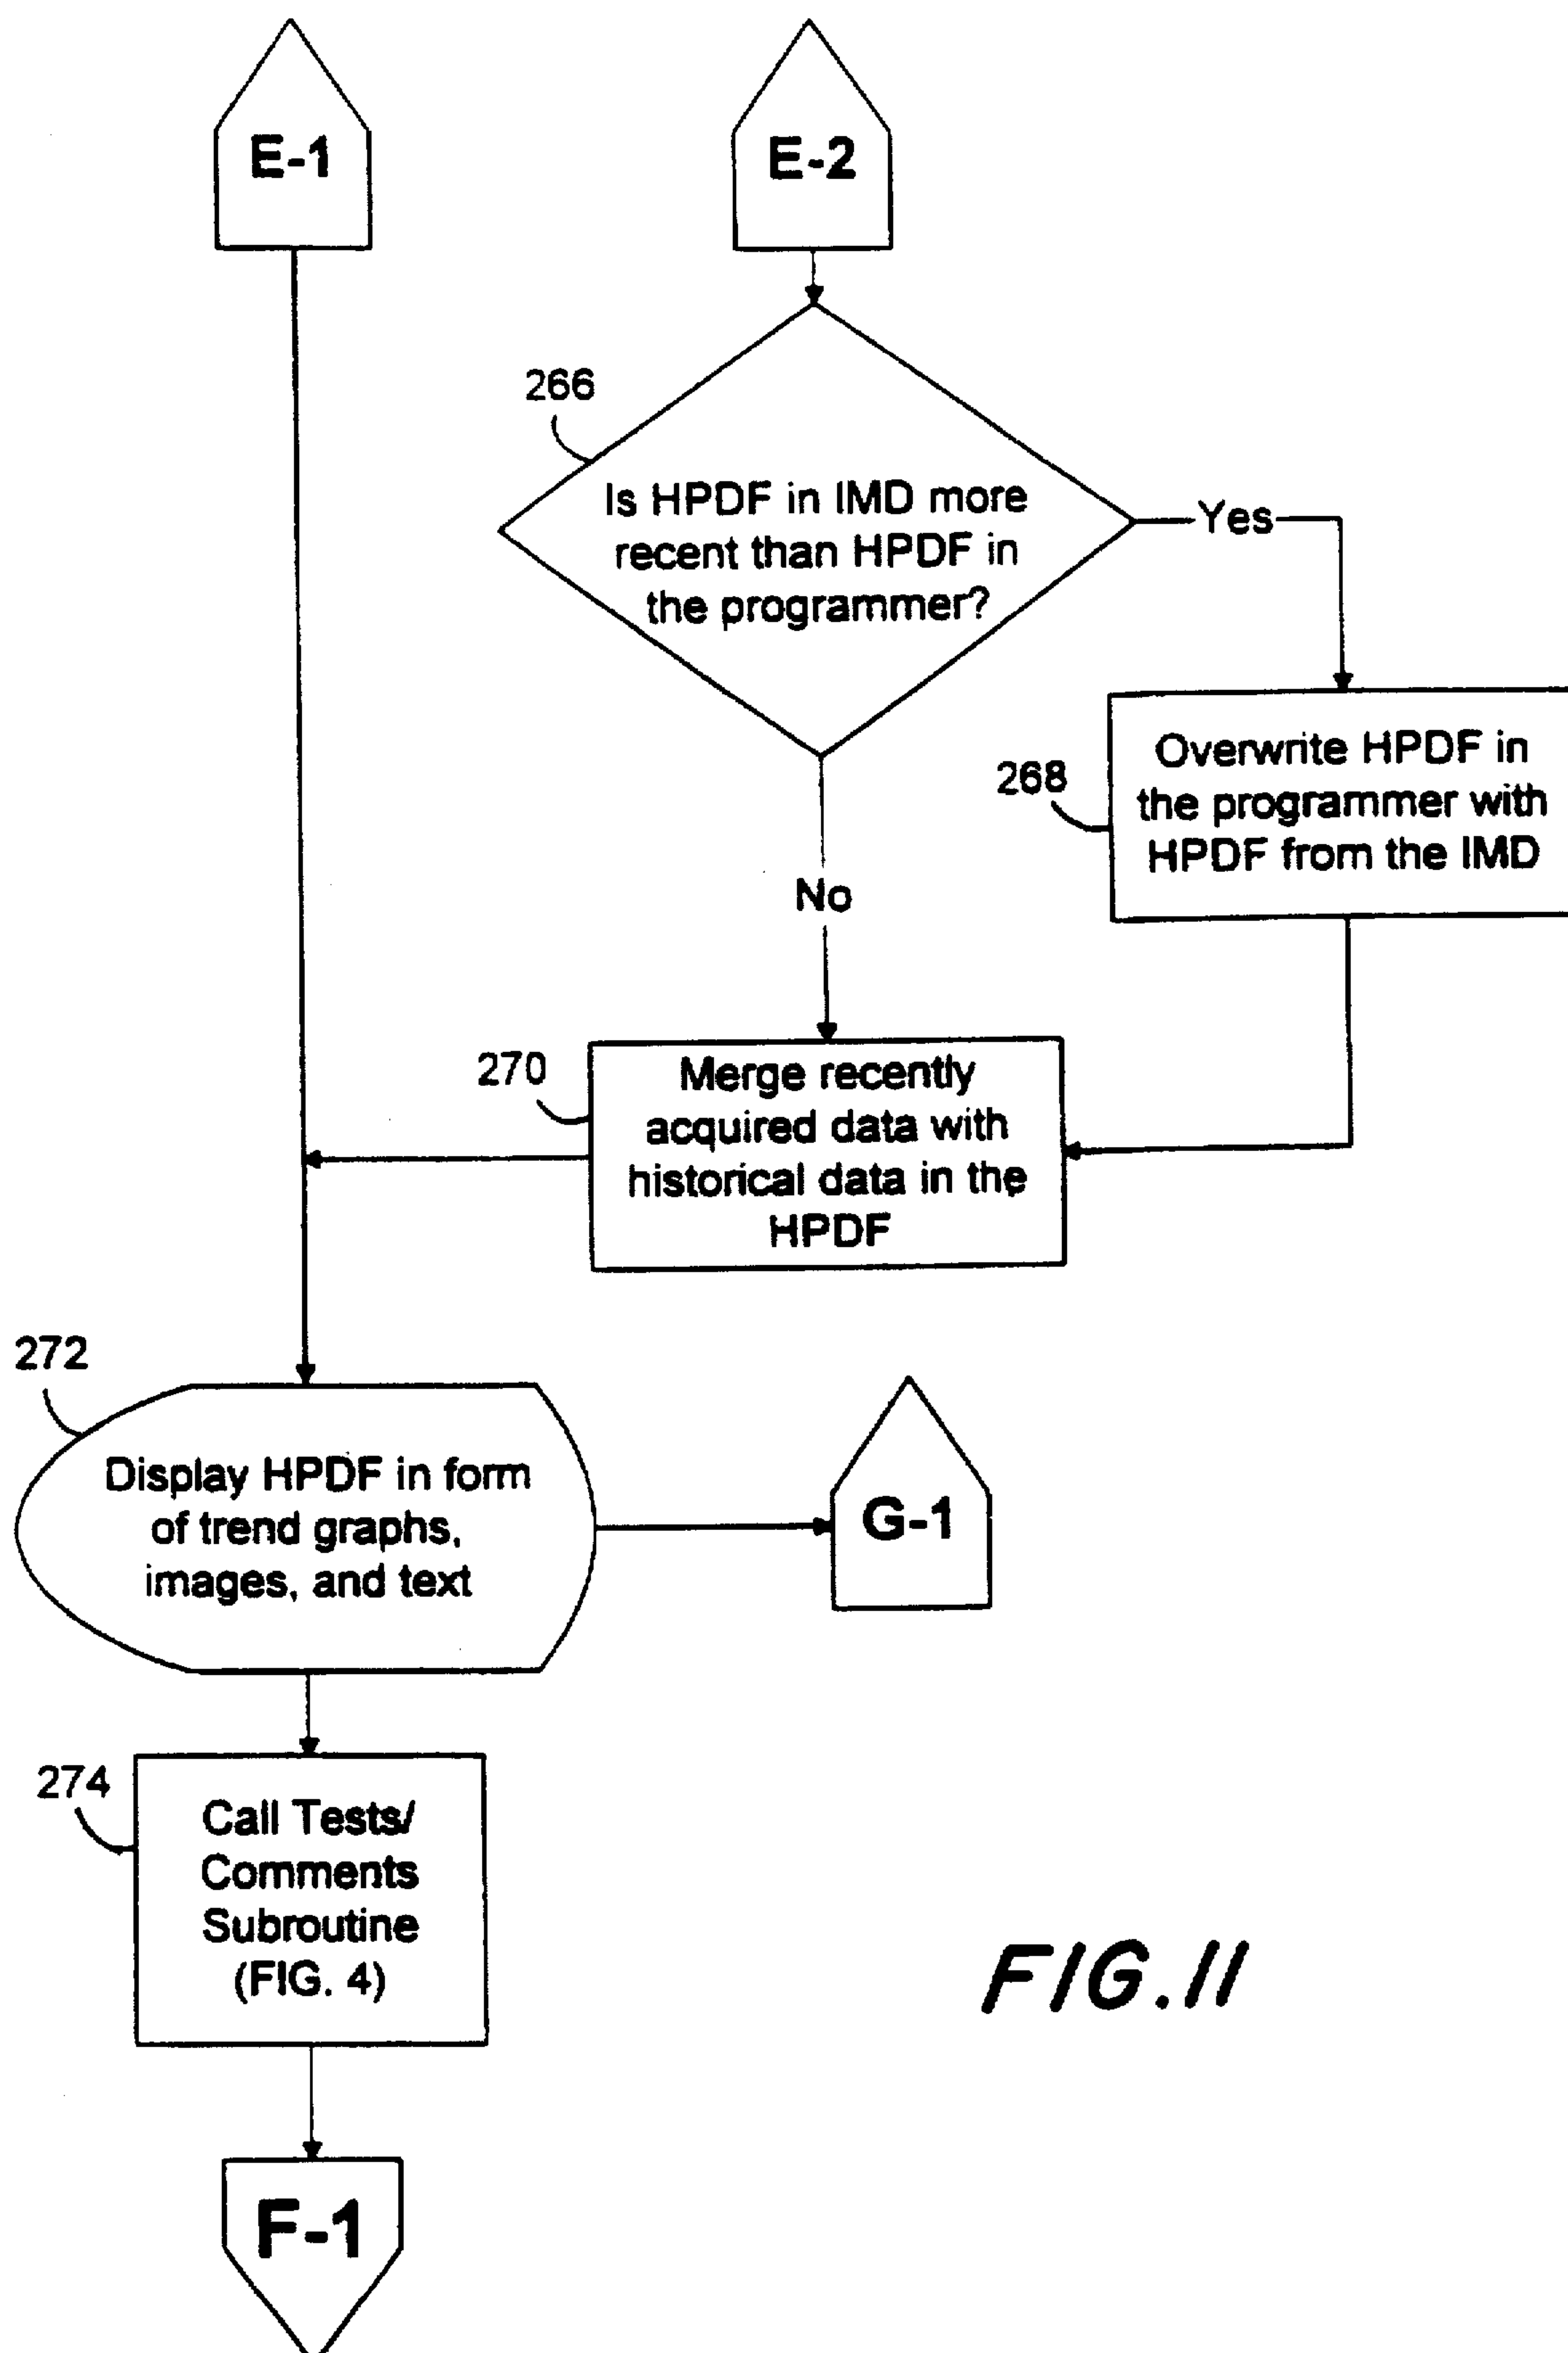 E-1
E-2
266
Is HPDF in IMD more
recent than HPDF in
the programmer?
Yes
268
Overwrite HPDF in
the programmer with
HPDF from the IMD
No
270
Merge recently
acquired data with
historical data in the
HPDF
272
Display HPDF in form
of trend graphs,
images, and text
G-1
274
Call Tests/
Comments
Subroutine
(FIG. 4)
F-1
FIG. 11